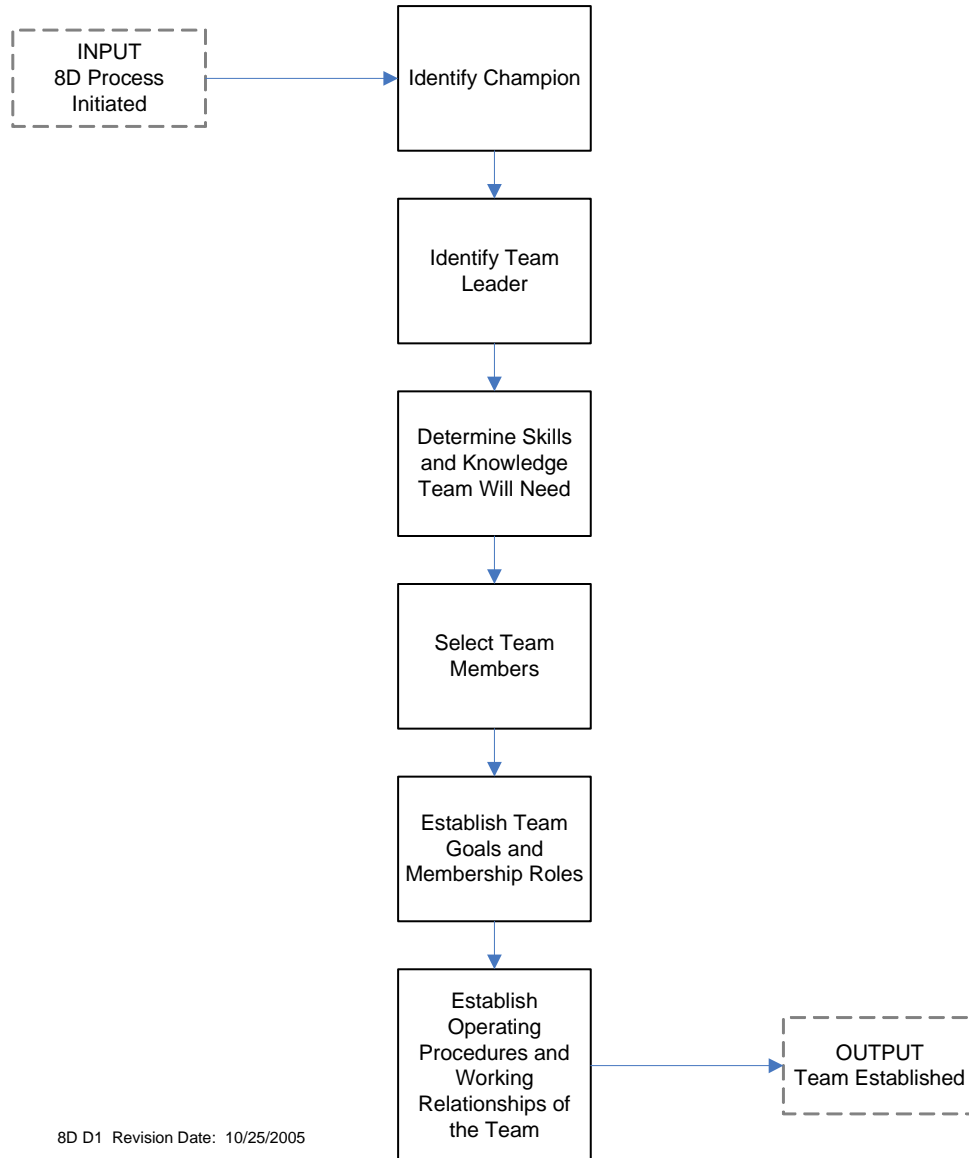 INPUT
8D Process
Initiated
Identify Champion
Identify Team
Leader
Determine Skills
and Knowledge
Team Will Need
Select Team
Members
Establish Team
Goals and
Membership Roles
Establish
Operating
Procedures and
Working
Relationships of
the Team
OUTPUT
Team Established
8D D1 Revision Date: 10/25/2005